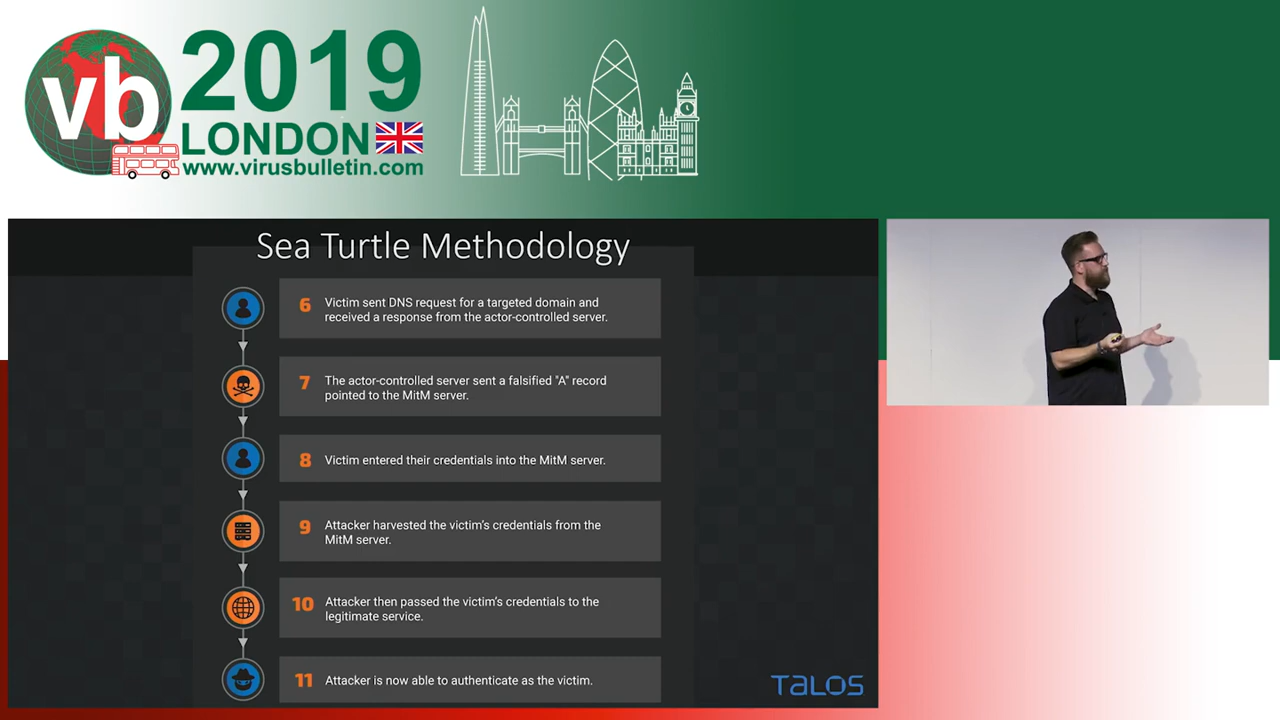 vb
2019
LONDON
www.virusbulletin.com
Sea Turtle Methodology
6 Victim sent DNS request for a targeted domain and
received a response from the actor-controlled server.
7 The actor-controlled server sent a falsified "A" record
pointed to the MitM server.
8 Victim entered their credentials into the MitM server.
9 Attacker harvested the victim's credentials from the
MitM server.
10 Attacker then passed the victim's credentials to the
legitimate service.
11 Attacker is now able to authenticate as the victim.
TALOS